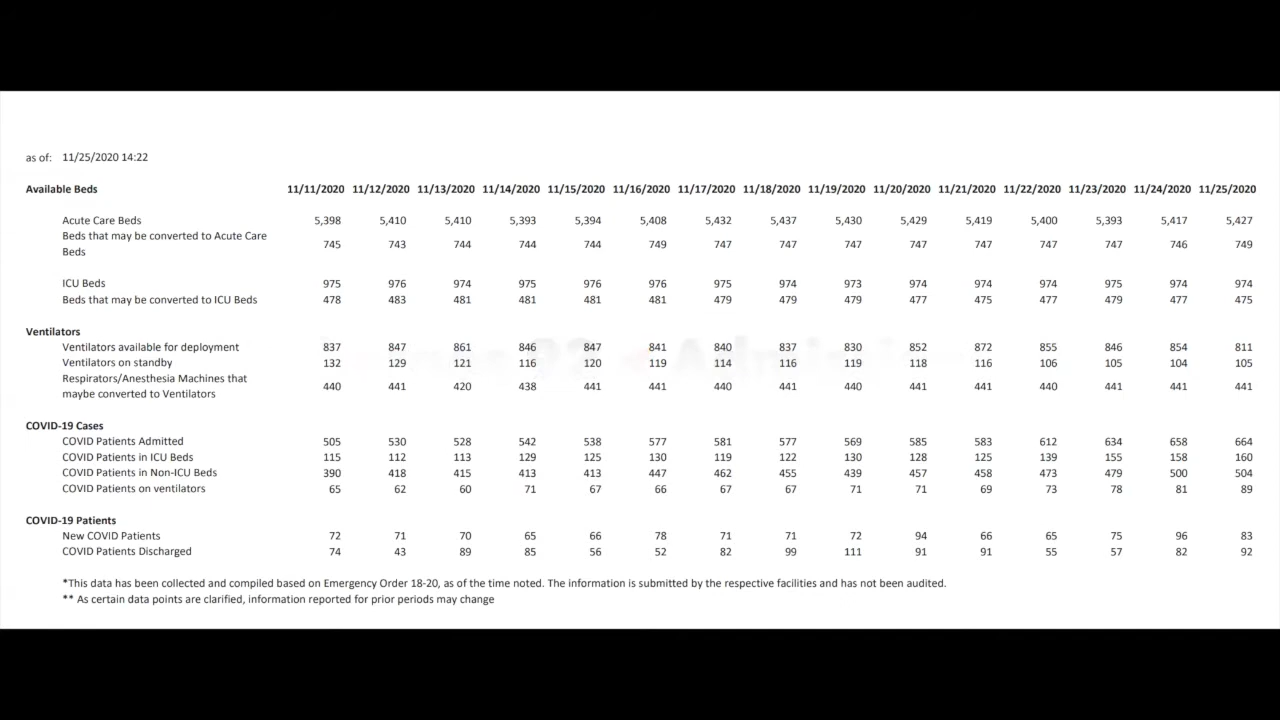 as of: 11/25/2020 14:22
Available Beds 11/11/2020 11/12/2020 11/13/2020 11/14/2020 11/15/2020 11/16/2020 11/17/2020 11/18/2020 11/19/2020 11/20/2020 11/21/2020 11/22/2020 11/23/2020 11/24/2020 11/25/2020
Acute Care Beds 5,398 5,410 5,410 5,393 5,394 5,408 5,432 5,437 5,430 5,429 5,419 5,400 5,393 5,417 5,427
Beds that may be converted to Acute Care
Beds 745 743 744 744 744 749 747 747 747 747 747 747 747 746 749
ICU Beds 975 976 974 975 976 976 975 974 973 974 974 974 975 974 974
Beds that may be converted to ICU Beds 478 483 481 481 481 481 479 479 479 477 475 477 479 477 475
Ventilators
Ventilators available for deployment 837 847 861 846 847 841 840 837 830 852 872 855 846 854 811
Ventilators on standby 132 129 121 116 120 119 114 116 119 118 116 106 105 104 105
Respirators/Anesthesia Machines that
maybe converted to Ventilators 440 441 420 438 441 441 440 441 440 441 441 440 441 441 441
COVID-19 Cases
COVID Patients Admitted 505 530 528 542 538 577 581 577 569 585 583 612 634 658 664
COVID Patients in ICU Beds 115 112 113 129 125 130 119 122 130 128 125 139 155 158 160
COVID Patients in Non-ICU Beds 390 418 415 413 413 447 462 455 439 457 458 473 479 500 504
COVID Patients on ventilators 65 62 60 71 67 66 67 67 71 71 69 73 78 81 89
COVID-19 Patients
New COVID Patients 72 71 70 65 66 78 71 71 72 94 66 65 75 96 83
COVID Patients Discharged 74 43 89 85 56 52 82 99 111 91 91 55 57 82 92
*This data has been collected and compiled based on Emergency Order 18-20, as of the time noted. The information is submitted by the respective facilities and has not been audited.
** As certain data points are clarified, information reported for prior periods may change